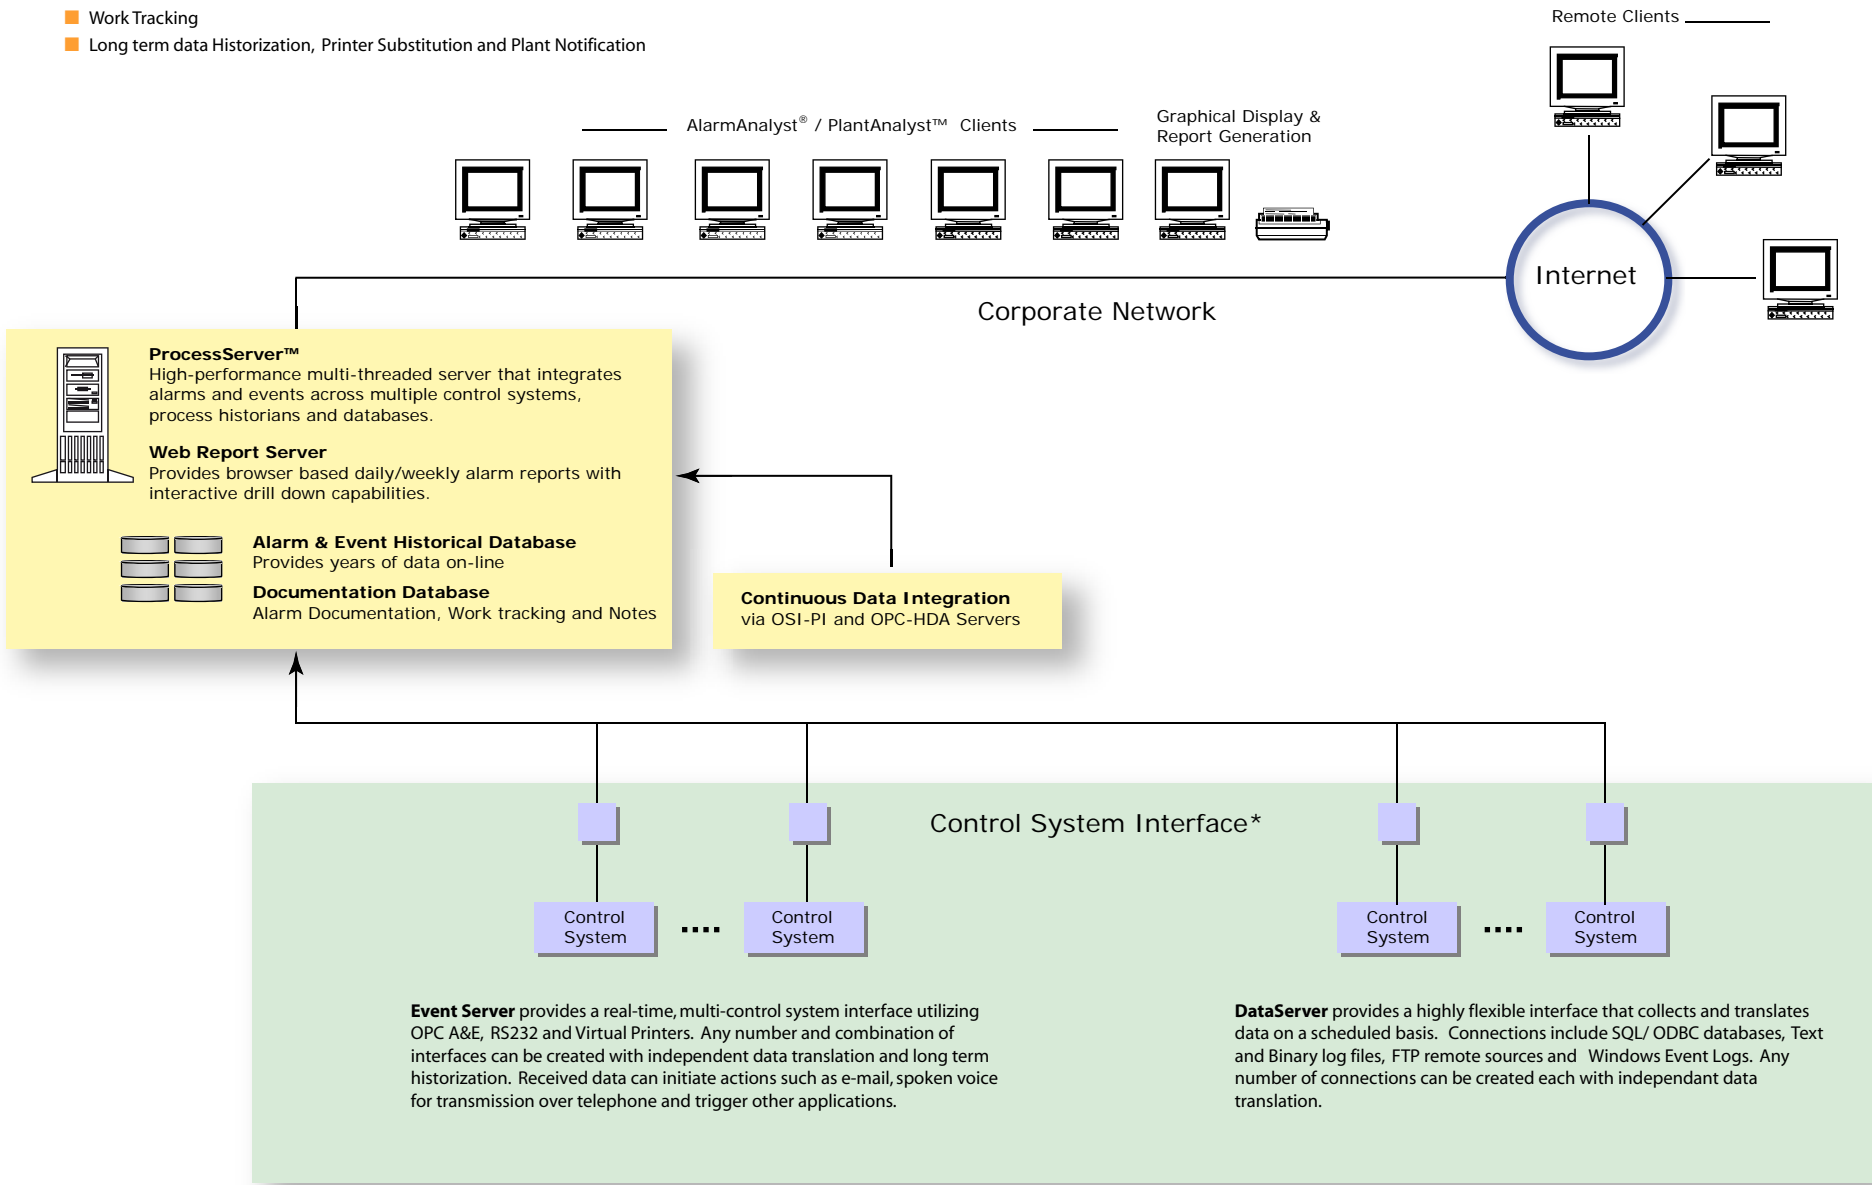 Work Tracking
Long term data Historization, Printer Substitution and Plant Notification
Remote Clients
AlarmAnalyst® / PlantAnalyst™ Clients
Graphical Display &
Report Generation
Internet
Corporate Network
ProcessServer™
High-performance multi-threaded server that integrates
alarms and events across multiple control systems,
process historians and databases.
Web Report Server
Provides browser based daily/weekly alarm reports with
interactive drill down capabilities.
Alarm & Event Historical Database
Provides years of data on-line
Documentation Database
Alarm Documentation, Work tracking and Notes
Continuous Data Integration
via OSI-PI and OPC-HDA Servers
Control System Interface*
Control
System
Control
System
Control
System
Control
System
Event Server provides a real-time, multi-control system interface utilizing
OPC A&E, RS232 and Virtual Printers. Any number and combination of
interfaces can be created with independent data translation and long term
historization. Received data can initiate actions such as e-mail, spoken voice
for transmission over telephone and trigger other applications.
DataServer provides a highly flexible interface that collects and translates
data on a scheduled basis. Connections include SQL/ ODBC databases, Text
and Binary log files, FTP remote sources and Windows Event Logs. Any
number of connections can be created each with independant data
translation.